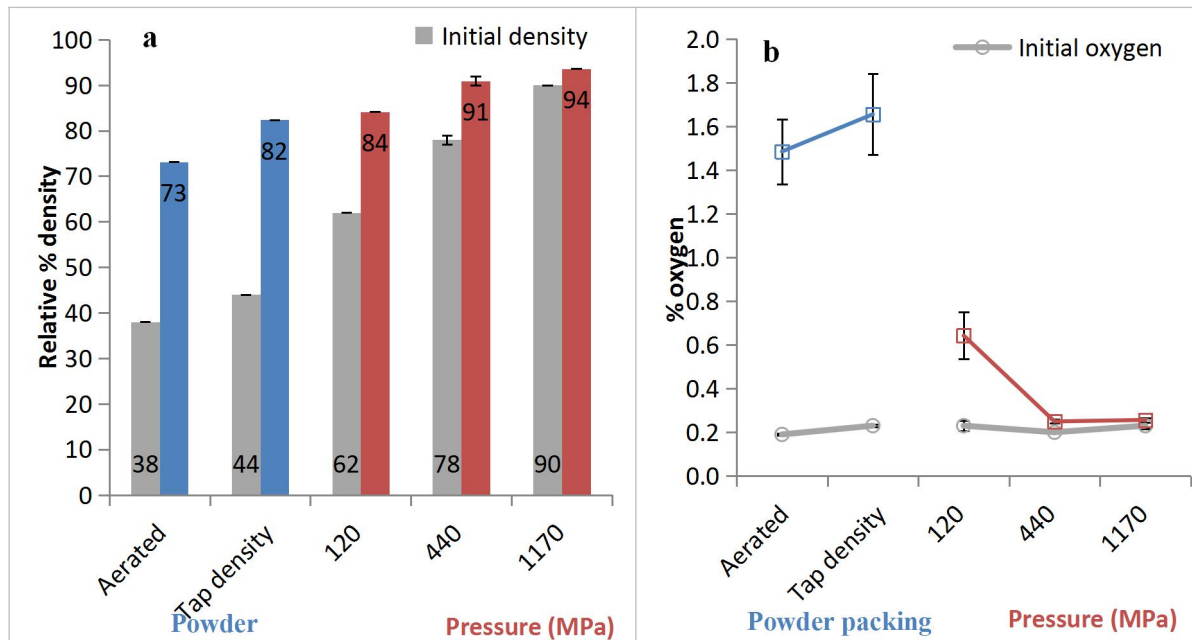 a
Initial density
100
90
80
70
60
50
40
30
20
10
0
Relative % density
38
73
44
82
62
84
78
91
90
94
Aerated
Tap density
120
440
1170
Powder
Pressure (MPa)
b
Initial oxygen
2.0
1.8
1.6
1.4
1.2
1.0
0.8
0.6
0.4
0.2
0.0
% oxygen
Aerated
Tap density
120
440
1170
Powder packing
Pressure (MPa)